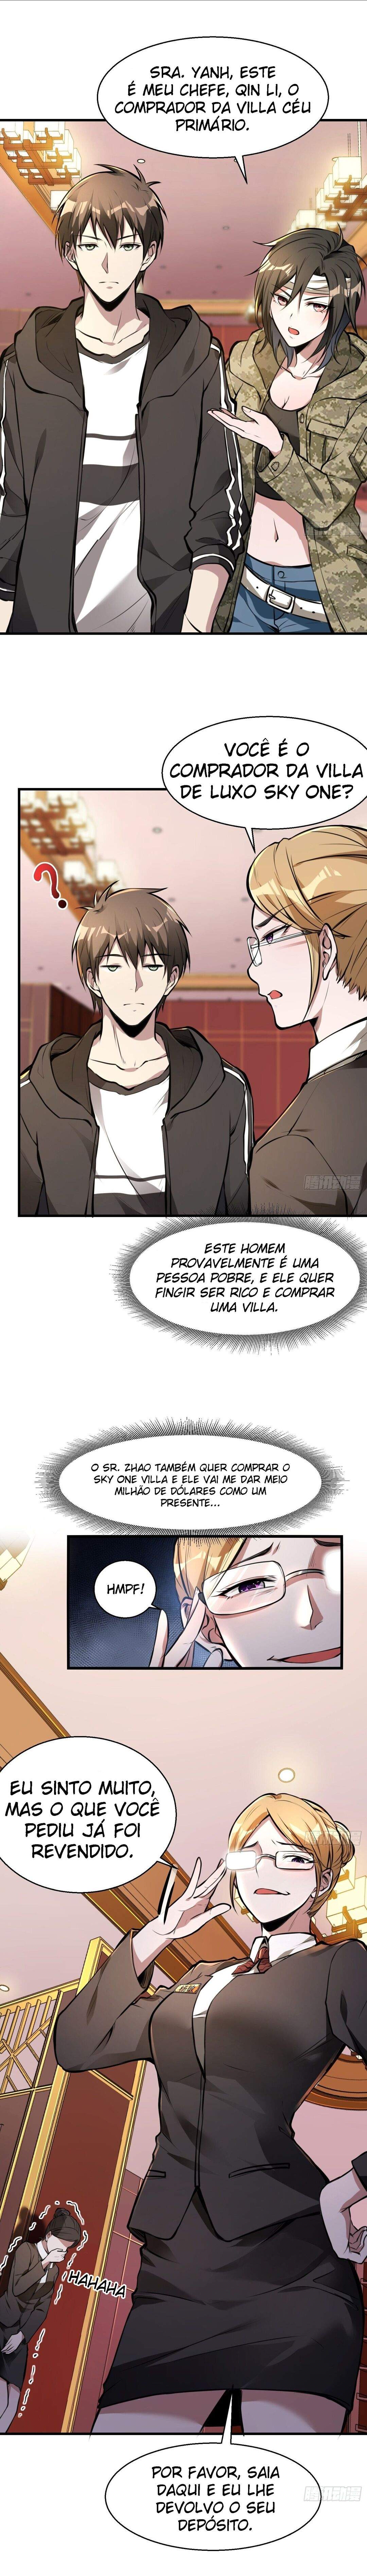 SRA. YANH, ESTE
É MEU CHEFE, QIN LI, O
COMPRADOR DA VILLA CÉU
PRIMÁRIO.
VOCÊ É O
COMPRADOR DA VILLA
DE LUXO SKY ONE?
?
ESTE HOMEM
PROVAVELMENTE É UMA
PESSOA POBRE, E ELE QUER
FINGIR SER RICO E COMPRAR
UMA VILLA.
O SR. ZHAO TAMBÉM QUER COMPRAR O
SKY ONE VILLA E ELE VAI ME DAR MEIO
MILHÃO DE DÓLARES COMO UM
PRESENTE...
HMPF!
EU SINTO MUITO,
MAS O QUE VOCÊ
PEDIU JÁ FOI
REVENDIDO.
HAHAHA
POR FAVOR, SAIA
DAQUI E EU LHE
DEVOLVO O SEU
DEPÓSITO.